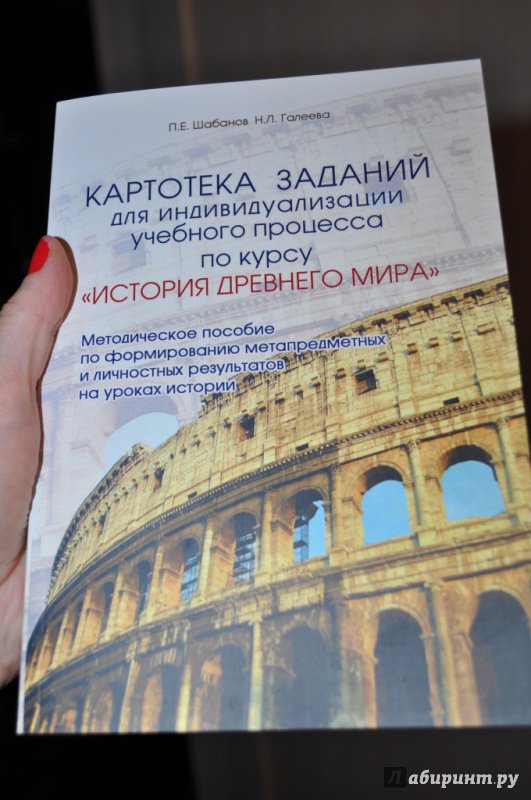 П.Е. Шабанов Н.Л. Галеева
КАРТОТЕКА ЗАДАНИЙ
для индивидуализации
учебного процесса
по курсу
«ИСТОРИЯ ДРЕВНЕГО МИРА»
Методическое пособие
по формированию метапредметных
и личностных результатов
на уроках истории
Лабиринт.ру